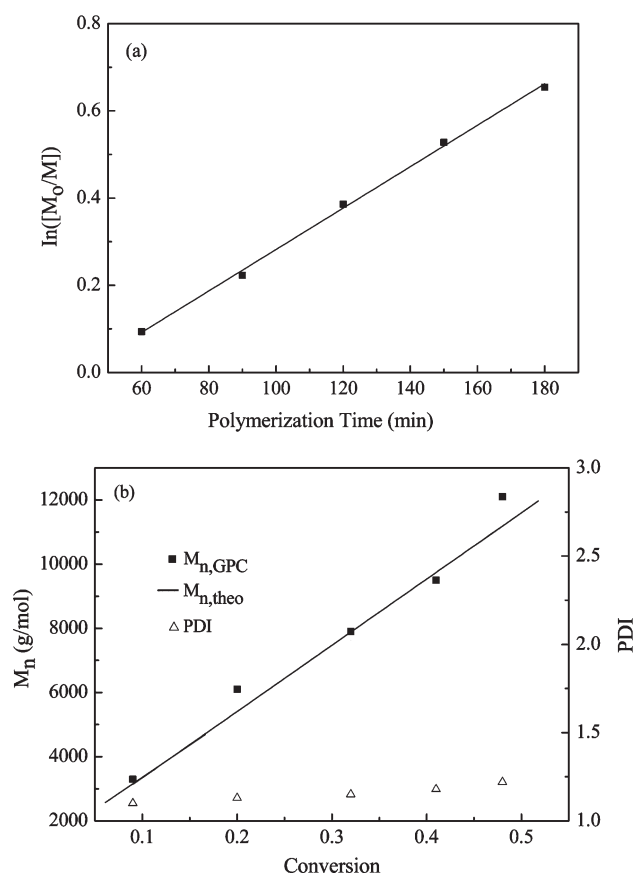 (a)
0.8
0.6
0.4
0.2
0.0
ln([M0/M])
60 80 100 120 140 160 180
Polymerization Time (min)
(b)
12000
10000
8000
6000
4000
2000
Mn (g/mol)
Mn,GPC
Mn,theo
PDI
3.0
2.5
2.0
1.5
1.0
PDI
0.1 0.2 0.3 0.4 0.5
Conversion